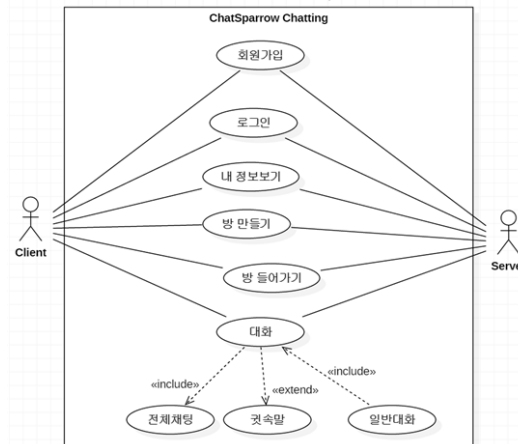 ChatSparrow Chatting
회원가입
로그인
내 정보보기
방 만들기
방 들어가기
대화
Client
Serve
«include»
«extend»
«include»
전체채팅
귓속말
일반대화